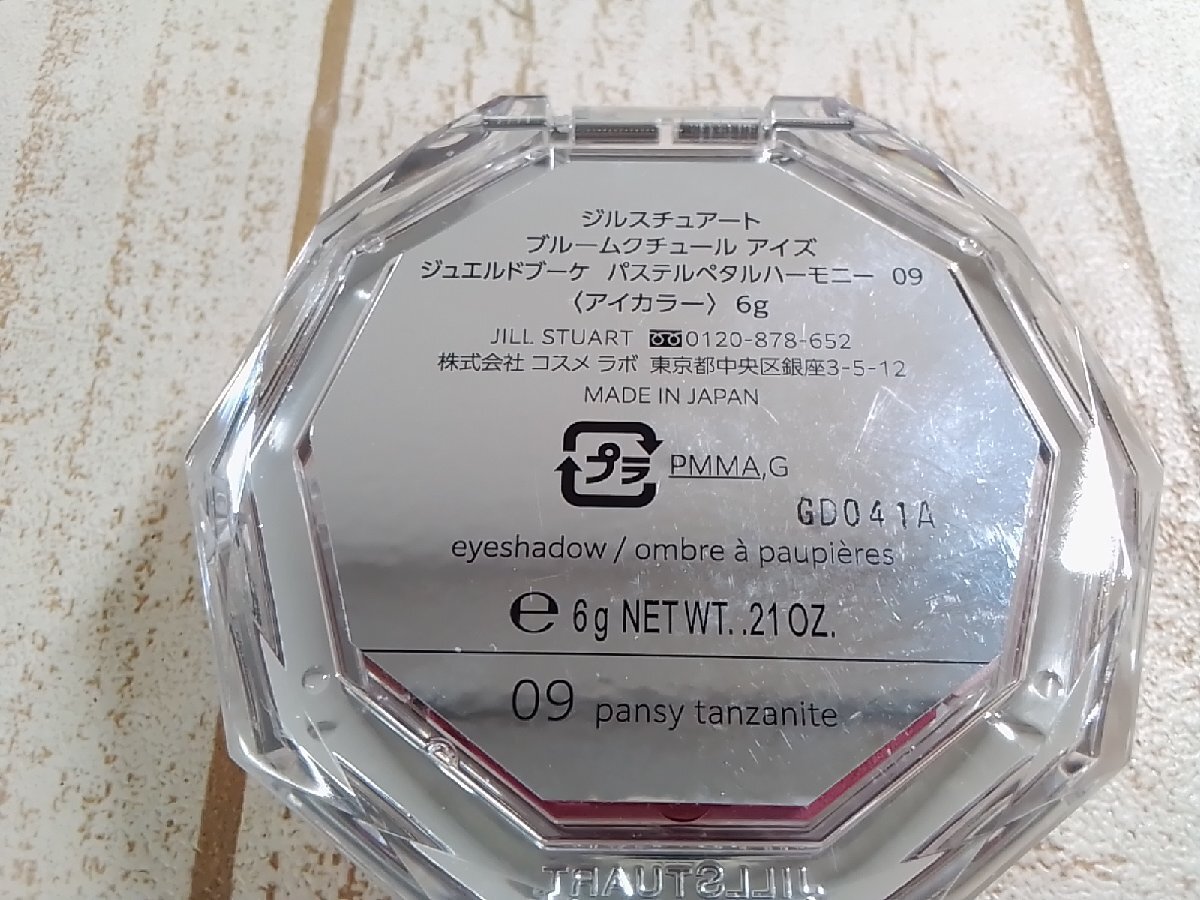 ジルスチュアート
ブルームクチュール アイズ
ジュエルドブーケ パステルペタルハーモニー 09
〈アイカラー〉 6g
JILL STUART 0120-878-652
株式会社 コスメ ラボ 東京都中央区銀座3-5-12
MADE IN JAPAN
プラ PMMA,G
GD041A
eyeshadow / ombre à paupières
℮ 6g NET WT. .21 OZ.
09 pansy tanzanite
JILLSTUART